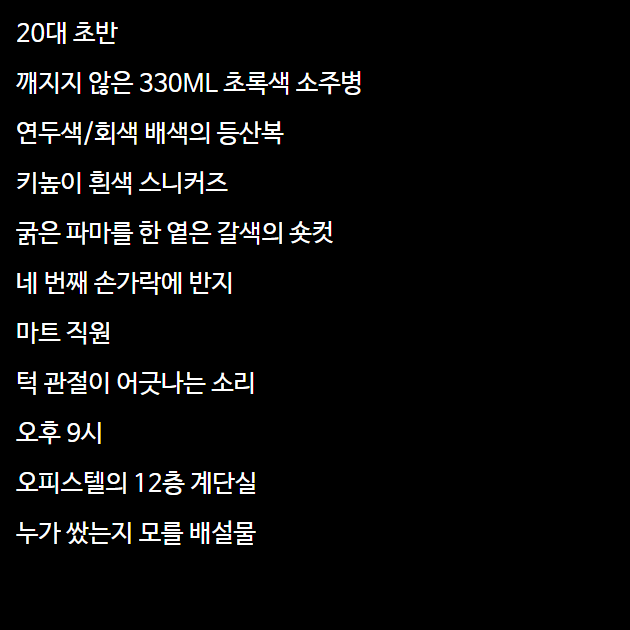 20대 초반
깨지지 않은 330ML 초록색 소주병
연두색/회색 배색의 등산복
키높이 흰색 스니커즈
굵은 파마를 한 옅은 갈색의 숏컷
네 번째 손가락에 반지
마트 직원
턱 관절이 어긋나는 소리
오후 9시
오피스텔의 12층 계단실
누가 쌌는지 모를 배설물